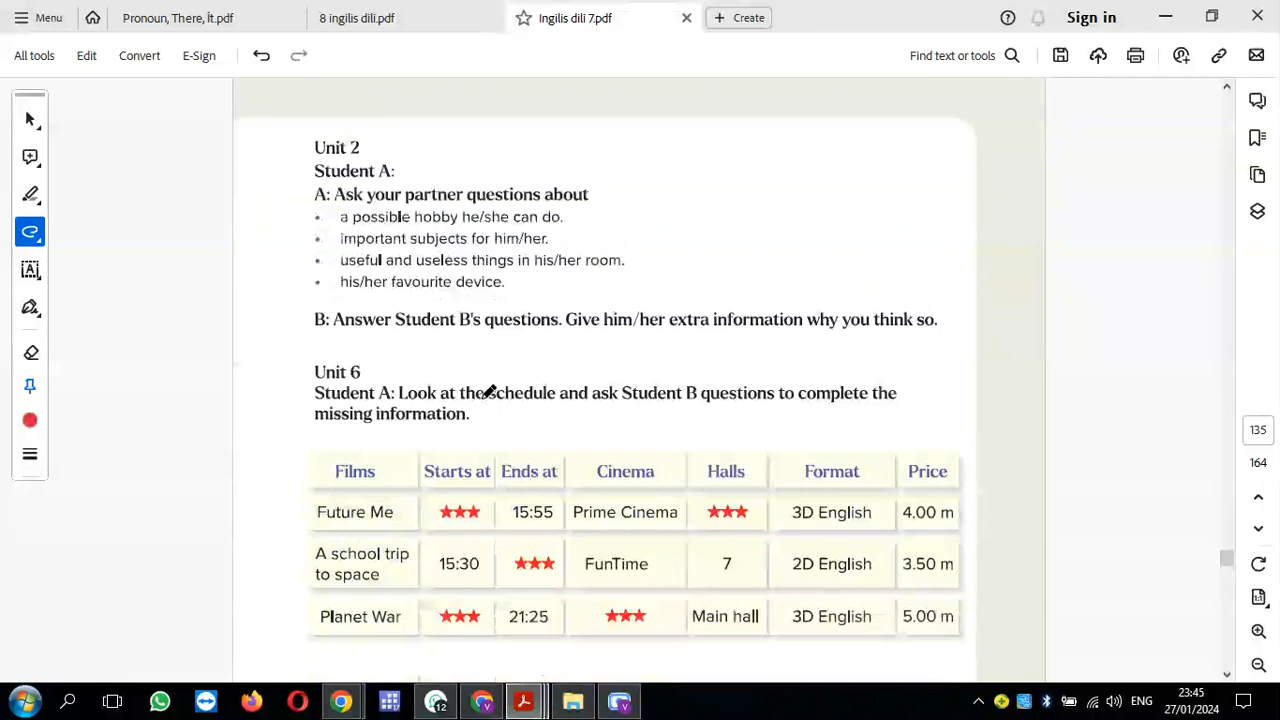 Menu
Pronoun, There, İt.pdf
8 ingilis dili.pdf
Ingilis dili 7.pdf
Create
Sign in
All tools
Edit
Convert
E-Sign
Find text or tools
Unit 2
Student A:
A: Ask your partner questions about
• a possible hobby he/she can do.
• important subjects for him/her.
• useful and useless things in his/her room.
• his/her favourite device.
B: Answer Student B's questions. Give him/her extra information why you think so.
Unit 6
Student A: Look at the schedule and ask Student B questions to complete the
missing information.
Films Starts at Ends at Cinema Halls Format Price
Future Me ★★★ 15:55 Prime Cinema ★★★ 3D English 4.00 m
A school trip
to space 15:30 ★★★ FunTime 7 2D English 3.50 m
Planet War ★★★ 21:25 ★★★ Main hall 3D English 5.00 m
135
164
12
ENG
23:45
27/01/2024